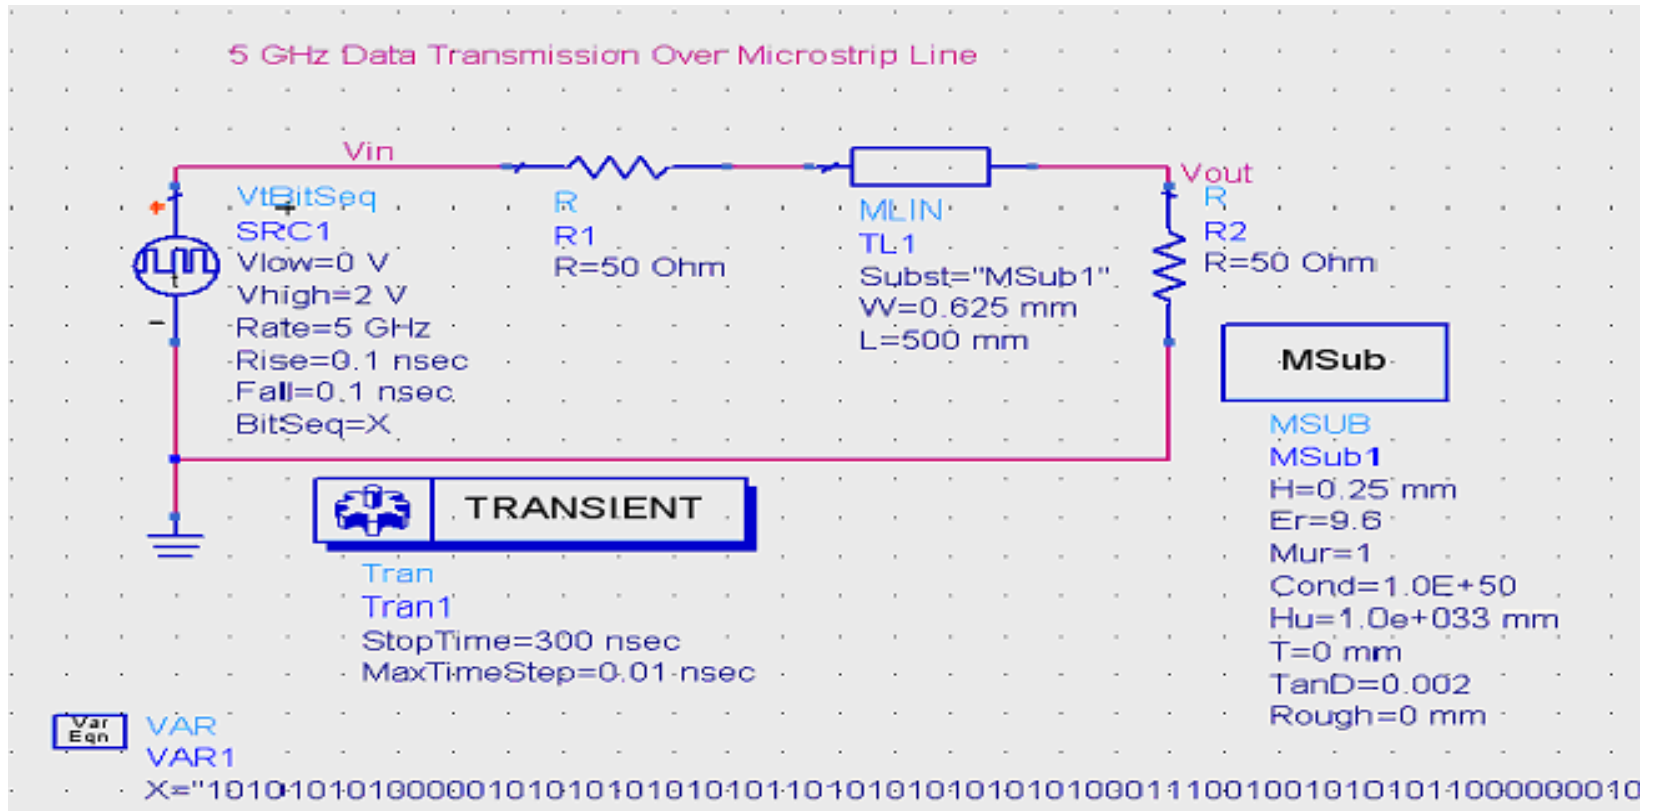 5 GHz Data Transmission Over Microstrip Line
Vin
Vout
VtBitSeq
SRC1
Vlow=0 V
Vhigh=2 V
Rate=5 GHz
Rise=0.1 nsec
Fall=0.1 nsec
BitSeq=X
+
-
t
R
R1
R=50 Ohm
MLIN
TL1
Subst="MSub1"
W=0.625 mm
L=500 mm
R
R2
R=50 Ohm
MSub
MSUB
MSub1
H=0.25 mm
Er=9.6
Mur=1
Cond=1.0E+50
Hu=1.0e+033 mm
T=0 mm
TanD=0.002
Rough=0 mm
TRANSIENT
Tran
Tran1
StopTime=300 nsec
MaxTimeStep=0.01 nsec
Var
Eqn
VAR
VAR1